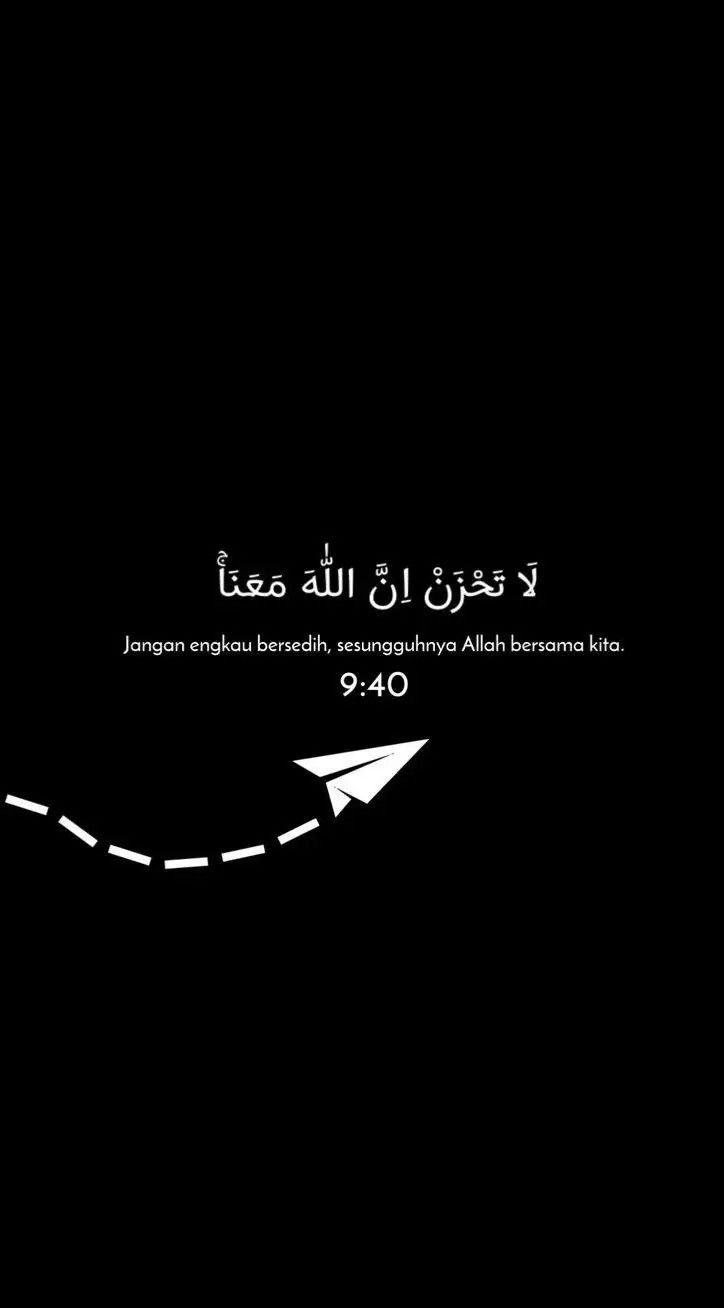 لَا تَحْزَنْ اِنَّ اللّٰهَ مَعَنَاۚ
Jangan engkau bersedih, sesungguhnya Allah bersama kita.
9:40